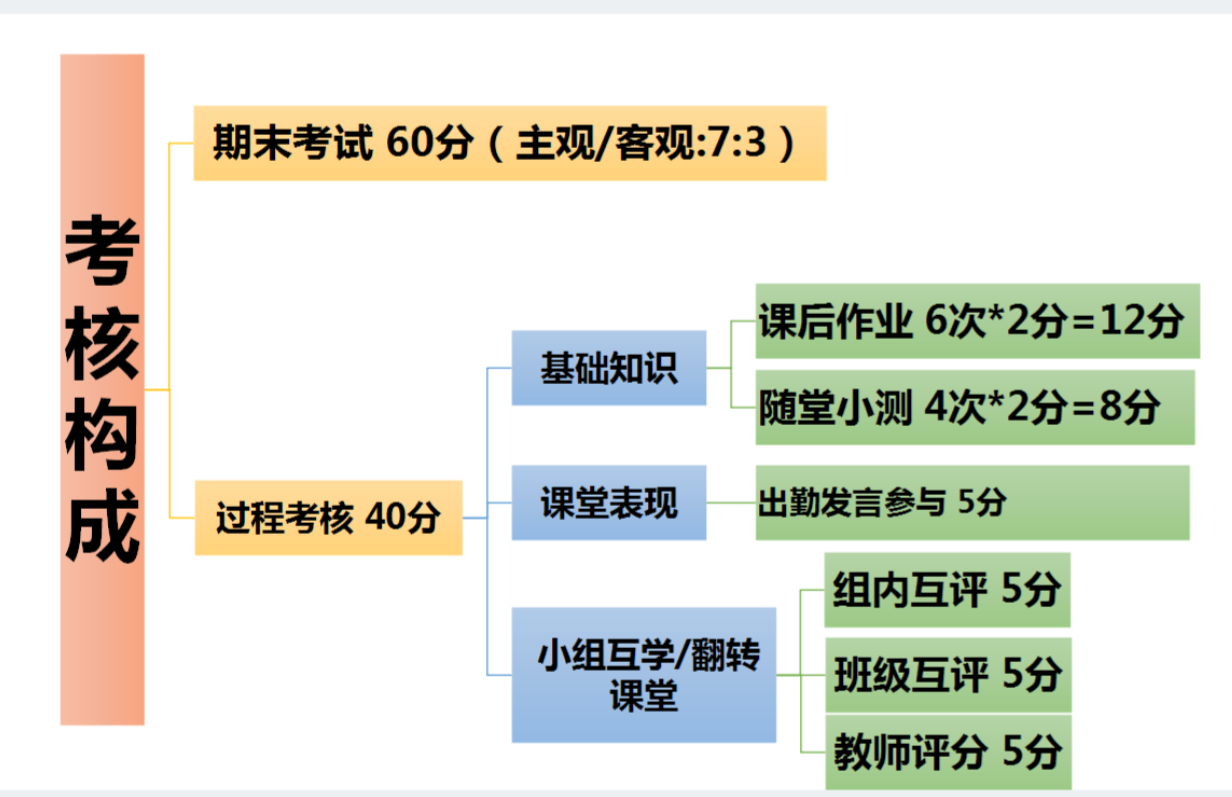 考核构成
期末考试 60分（主观/客观:7:3）
过程考核 40分
基础知识
课后作业 6次*2分=12分
随堂小测 4次*2分=8分
课堂表现
出勤发言参与 5分
小组互学/翻转
课堂
组内互评 5分
班级互评 5分
教师评分 5分